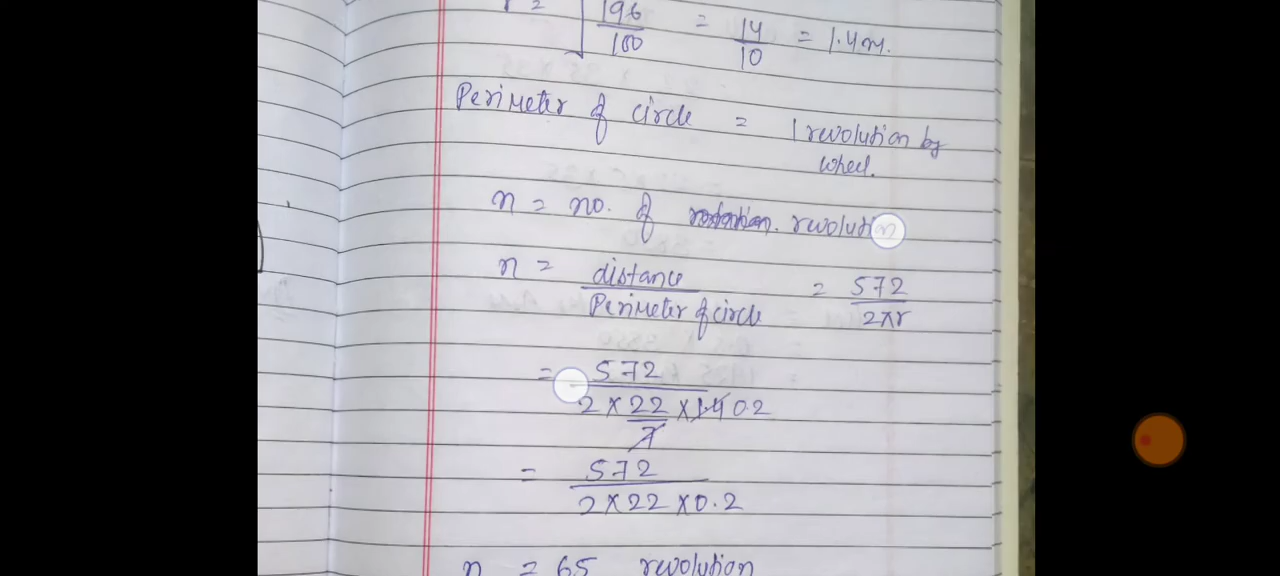 r = √196/100 = 14/10 = 1.4m.
Perimeter of circle = 1 revolution by
wheel.
n = no. of revolution
n = distance/Perimeter of circle = 572/2πr
= 572/2 × 22/7 × 1.4 0.2
= 572/2 × 22 × 0.2
n = 65 revolution